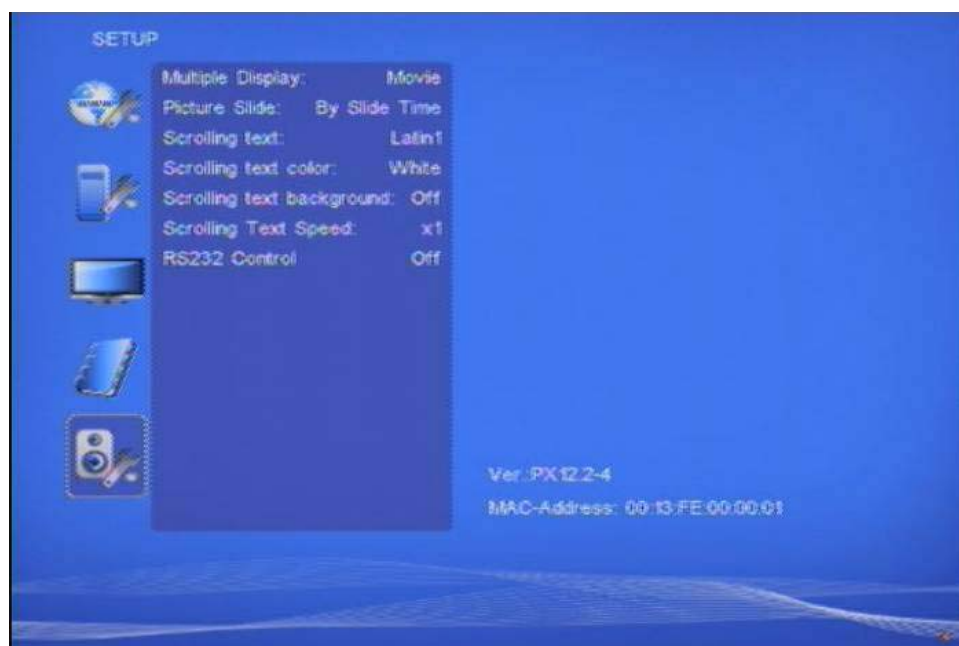 SETUP
Multiple Display: Movie
Picture Slide: By Slide Time
Scrolling text: Latin1
Scrolling text color: White
Scrolling text background: Off
Scrolling Text Speed: x1
RS232 Control Off
Ver.:PX12.2-4
MAC-Address: 00:13:FE:00:00:01